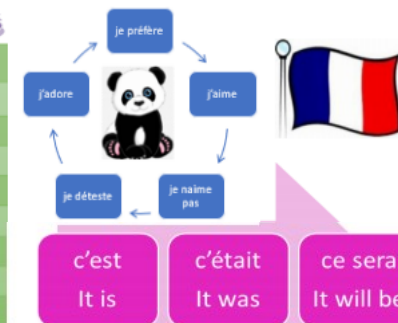 je préfère
j'adore
j'aime
je déteste
je naime
pas
c'est
It is
c'était
It was
ce sera
It will be